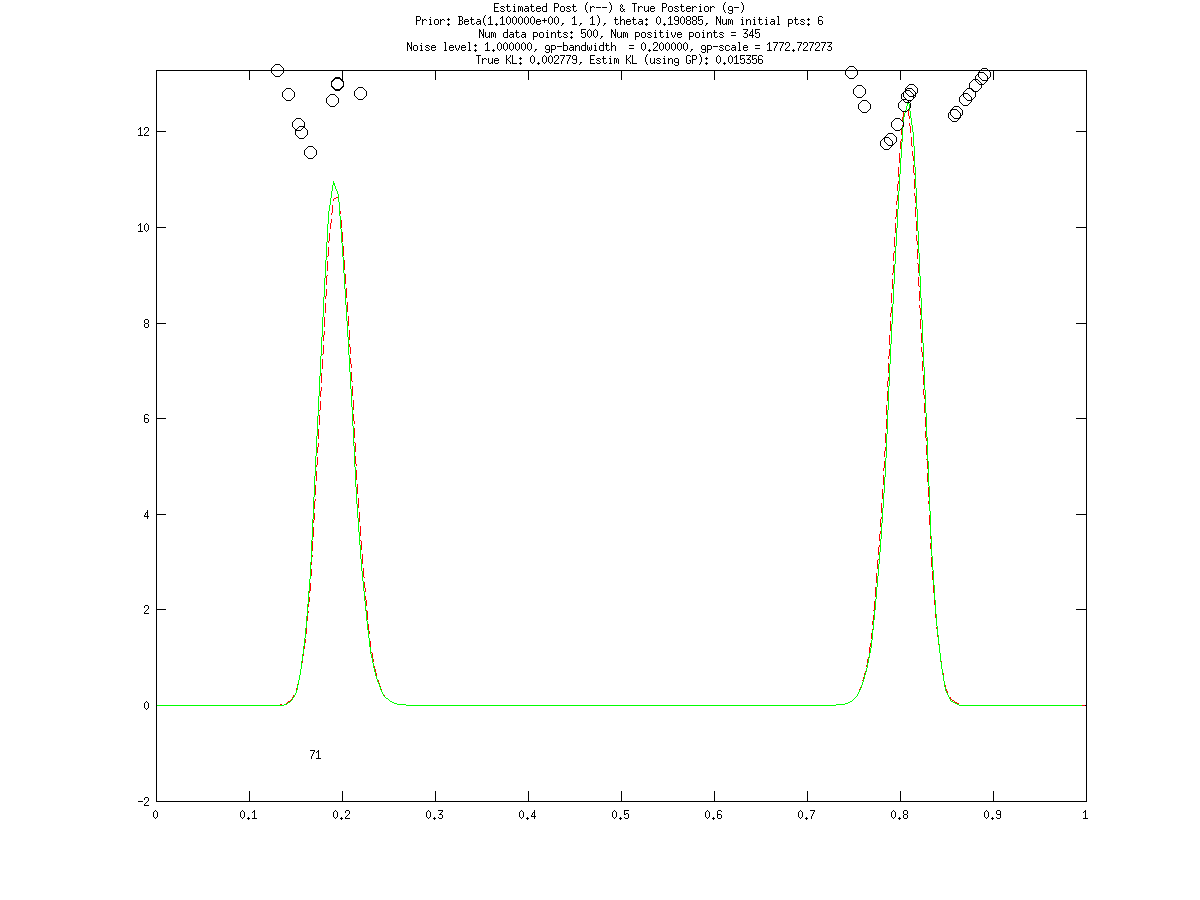 Estimated Post (r--) & True Posterior (g-)
Prior: Beta(1.100000e+00, 1, 1), theta: 0.190885, Num initial pts: 6
Num data points: 500, Num positive points = 345
Noise level: 1.000000, gp-bandwidth  = 0.200000, gp-scale = 1772.727273
True KL: 0.002779, Estim KL (using GP): 0.015356
12
10
8
6
4
2
0
71
-2
0 0.1 0.2 0.3 0.4 0.5 0.6 0.7 0.8 0.9 1